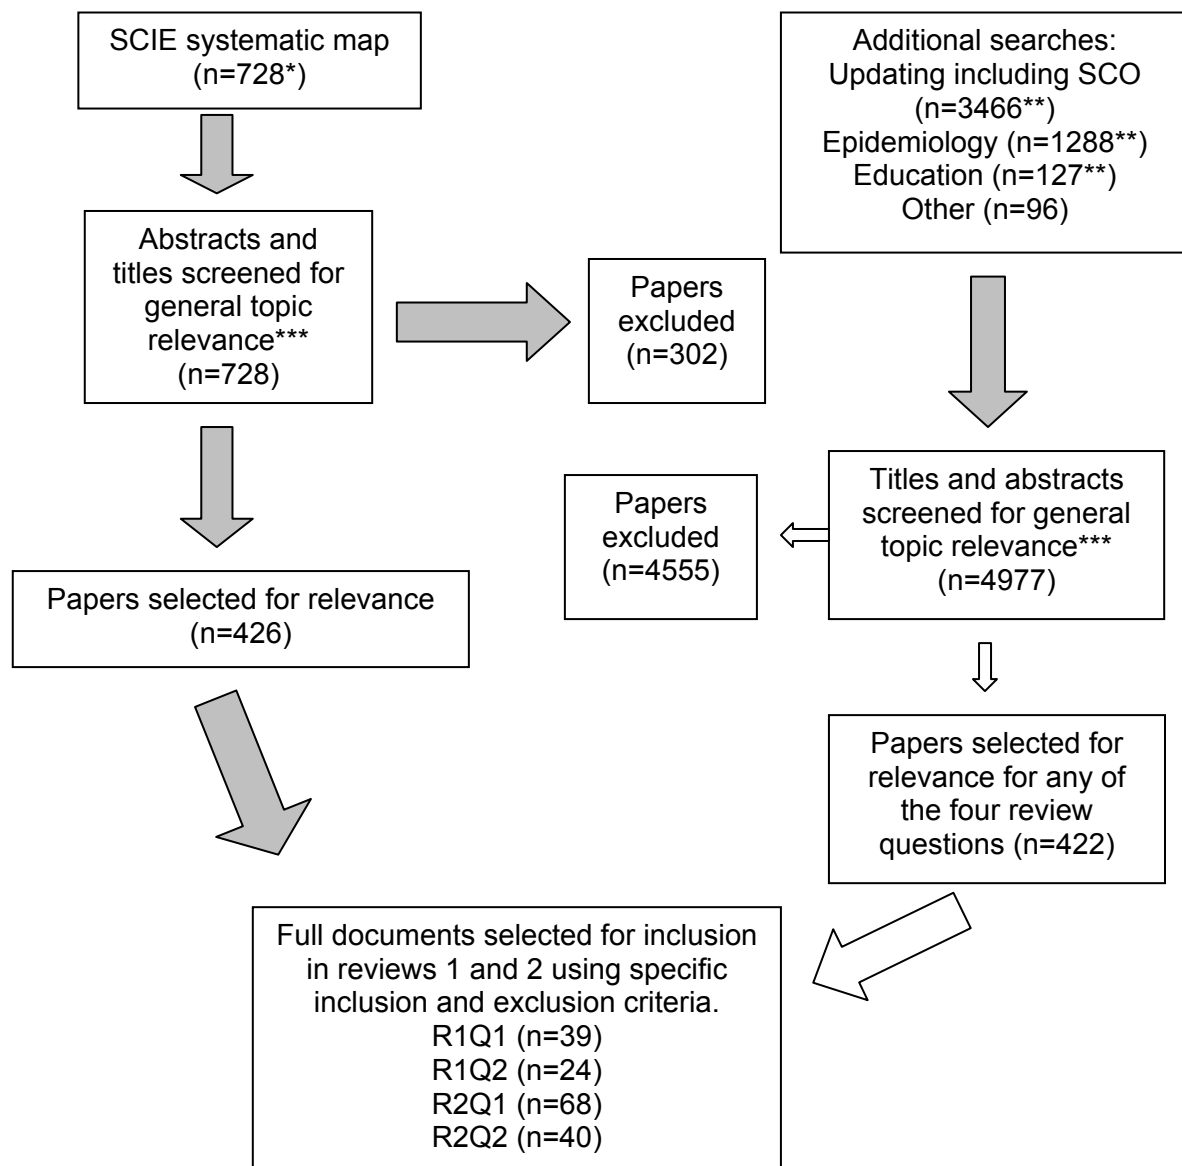 SCIE systematic map
(n=728*)
Additional searches:
Updating including SCO
(n=3466**)
Epidemiology (n=1288**)
Education (n=127**)
Other (n=96)
Abstracts and
titles screened for
general topic
relevance***
(n=728)
Papers
excluded
(n=302)
Papers
excluded
(n=4555)
Titles and abstracts
screened for general
topic relevance***
(n=4977)
Papers selected for relevance
(n=426)
Papers selected for
relevance for any of
the four review
questions (n=422)
Full documents selected for inclusion
in reviews 1 and 2 using specific
inclusion and exclusion criteria.
R1Q1 (n=39)
R1Q2 (n=24)
R2Q1 (n=68)
R2Q2 (n=40)